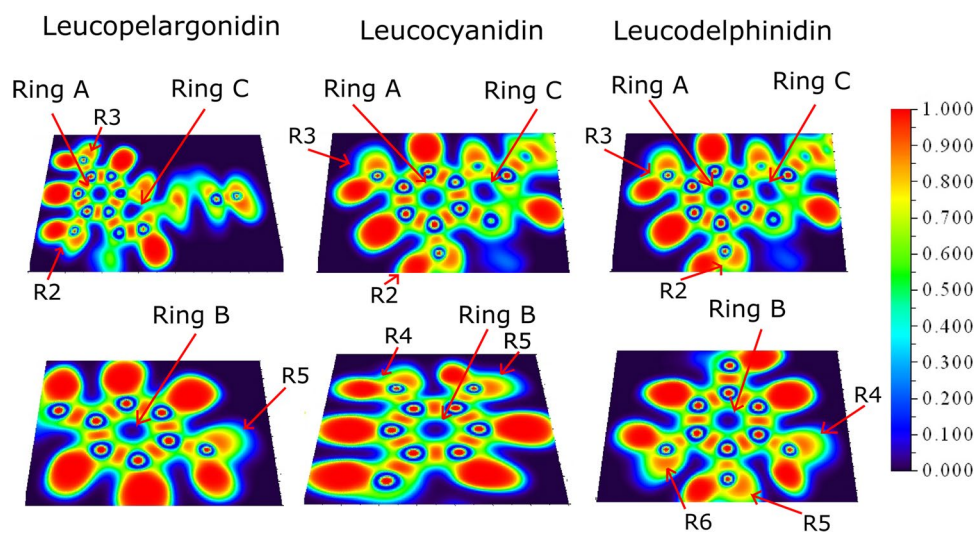 Leucopelargonidin
Leucocyanidin
Leucodelphinidin
Ring A
Ring C
R3
R2
Ring A
Ring C
R3
R2
Ring A
Ring C
R3
R2
Ring B
R5
Ring B
R4
R5
Ring B
R4
R6
R5
1.000
0.900
0.800
0.700
0.600
0.500
0.400
0.300
0.200
0.100
0.000